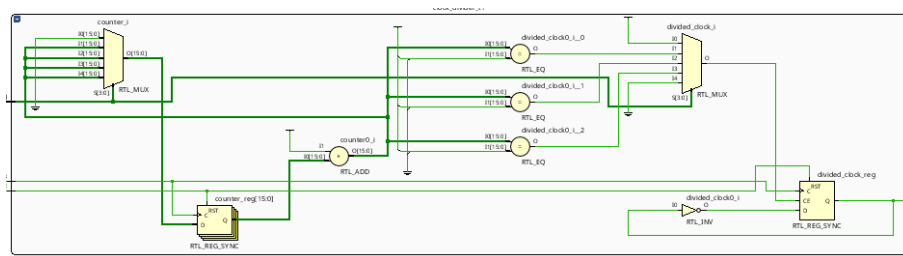 clock_divider_i1
counter_i
I0[15:0]
I1[15:0]
I2[15:0]
I3[15:0]
I4[15:0]
O[15:0]
S[3:0]
RTL_MUX
divided_clock0_i__0
I0[15:0]
I1[15:0]
=
O
RTL_EQ
divided_clock0_i__1
I0[15:0]
I1[15:0]
=
O
RTL_EQ
divided_clock0_i__2
I0[15:0]
I1[15:0]
=
O
RTL_EQ
divided_clock_i
I0
I1
I2
I3
I4
O
S[3:0]
RTL_MUX
counter0_i
I1
I0[15:0]
+
O[15:0]
RTL_ADD
counter_reg[15:0]
RST
C
D
Q
RTL_REG_SYNC
divided_clock0_i
I0
O
RTL_INV
divided_clock_reg
RST
C
CE
D
Q
RTL_REG_SYNC